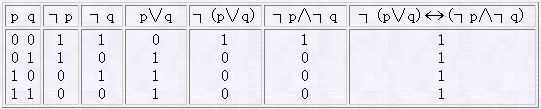 p q ┐p ┐q p∨q ┐(p∨q) ┐p∧┐q ┐(p∨q)↔(┐p∧┐q)
0 0 1 1 0 1 1 1
0 1 1 0 1 0 0 1
1 0 0 1 1 0 0 1
1 1 0 0 1 0 0 1